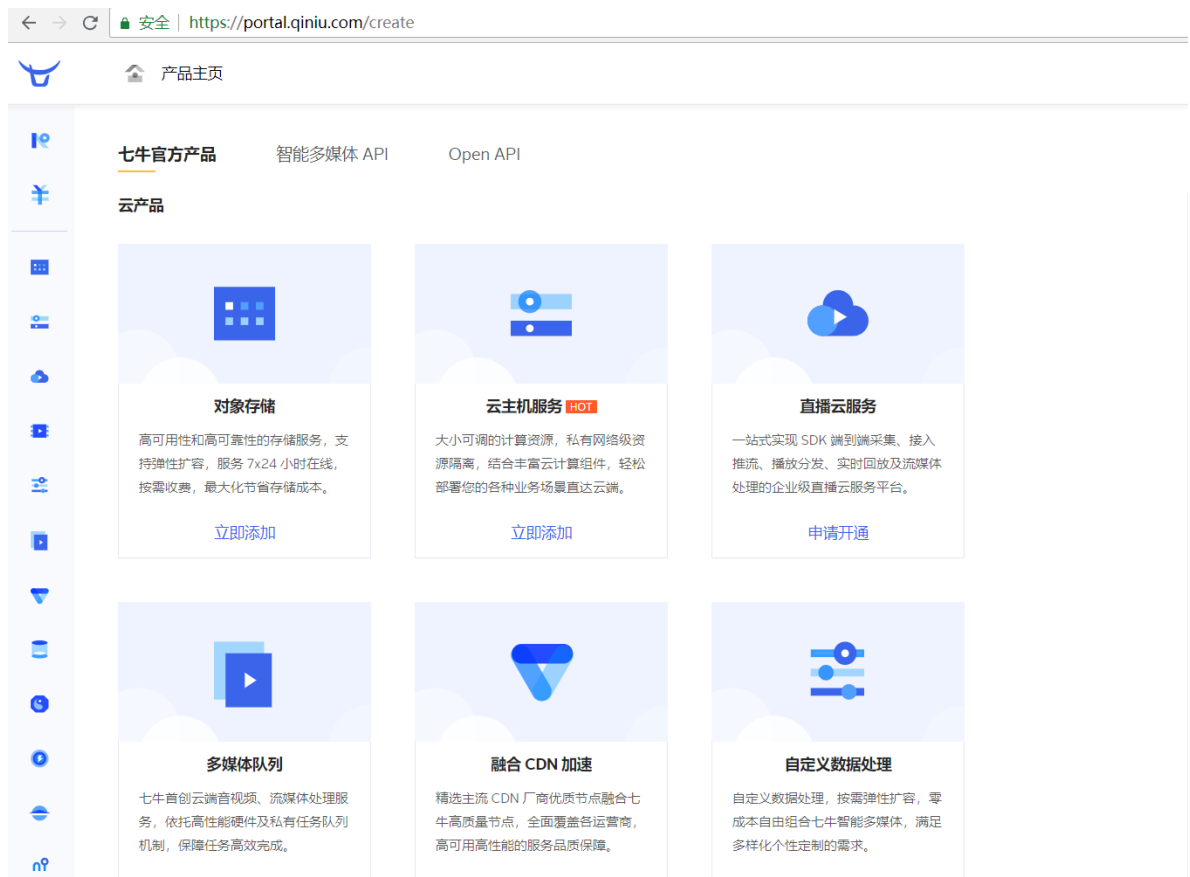 安全 https://portal.qiniu.com/create
产品主页
七牛官方产品 智能多媒体 API Open API
云产品
对象存储
高可用性和高可靠性的存储服务，支
持弹性扩容，服务 7x24 小时在线，
按需收费，最大化节省存储成本。
立即添加
云主机服务 HOT
大小可调的计算资源，私有网络级资
源隔离，结合丰富云计算组件，轻松
部署您的各种业务场景直达云端。
立即添加
直播云服务
一站式实现 SDK 端到端采集、接入
推流、播放分发、实时回放及流媒体
处理的企业级直播云服务平台。
申请开通
多媒体队列
七牛首创云端音视频、流媒体处理服
务，依托高性能硬件及私有任务队列
机制，保障任务高效完成。
融合 CDN 加速
精选主流 CDN 厂商优质节点融合七
牛高质量节点，全面覆盖各运营商，
高可用高性能的服务品质保障。
自定义数据处理
自定义数据处理，按需弹性扩容，零
成本自由组合七牛智能多媒体，满足
多样化个性定制的需求。